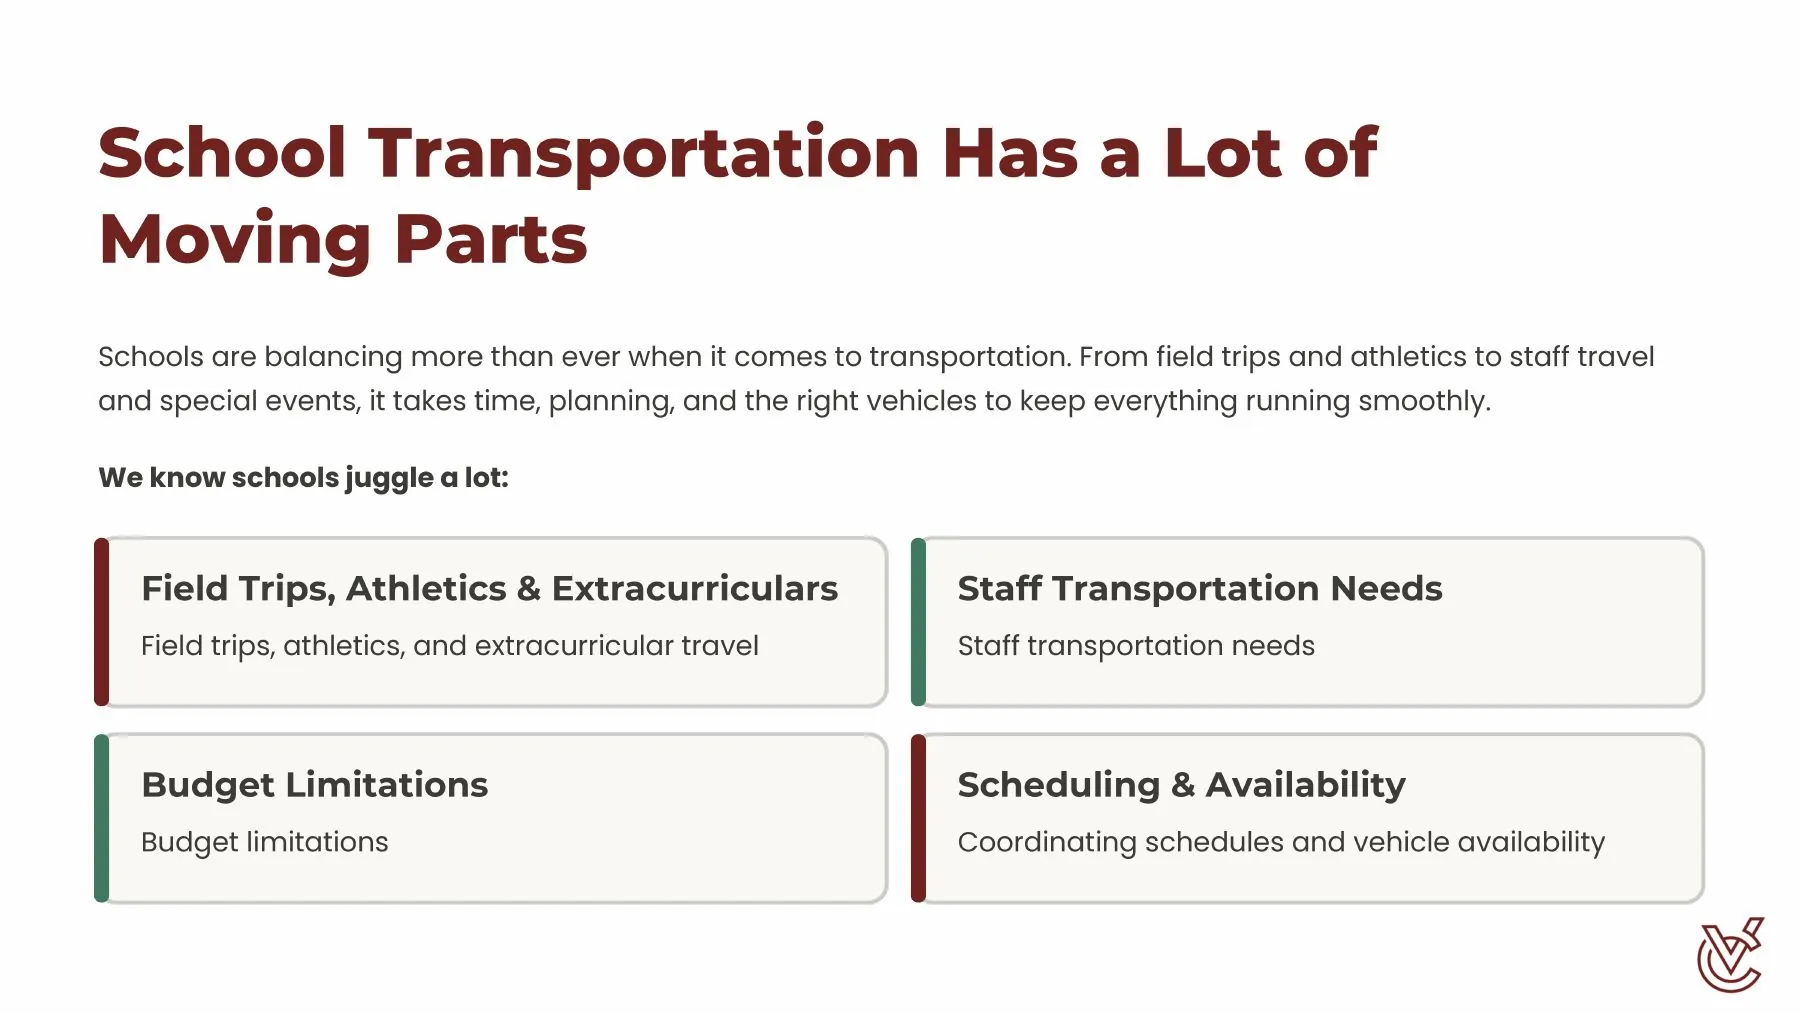 School Transportation Has a Lot of
Moving Parts
Schools are balancing more than ever when it comes to transportation. From field trips and athletics to staff travel
and special events, it takes time, planning, and the right vehicles to keep everything running smoothly.
We know schools juggle a lot:
Field Trips, Athletics & Extracurriculars
Field trips, athletics, and extracurricular travel
Staff Transportation Needs
Staff transportation needs
Budget Limitations
Budget limitations
Scheduling & Availability
Coordinating schedules and vehicle availability